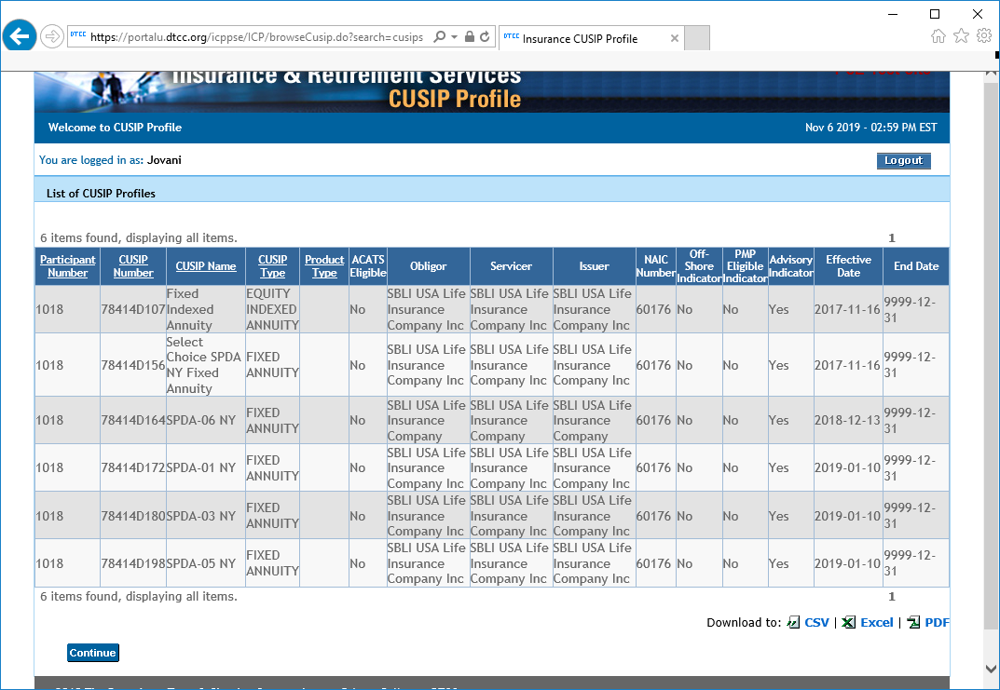 DTCC https://portalu.dtcc.org/icppse/ICP/browseCusip.do?search=cusips
DTCC Insurance CUSIP Profile
Insurance & Retirement Services
CUSIP Profile
Welcome to CUSIP Profile Nov 6 2019 - 02:59 PM EST
You are logged in as: Jovani Logout
List of CUSIP Profiles
6 items found, displaying all items. 1
Participant Number CUSIP Number CUSIP Name CUSIP Type Product Type ACATS Eligible Obligor Servicer Issuer NAIC Number Off-Shore Indicator PMP Eligible Indicator Advisory Indicator Effective Date End Date
1018 78414D107 Fixed Indexed Annuity EQUITY INDEXED ANNUITY No SBLI USA Life Insurance Company Inc SBLI USA Life Insurance Company Inc SBLI USA Life Insurance Company Inc 60176 No No Yes 2017-11-16 9999-12-31
1018 78414D156 Select Choice SPDA NY Fixed Annuity FIXED ANNUITY No SBLI USA Life Insurance Company Inc SBLI USA Life Insurance Company Inc SBLI USA Life Insurance Company Inc 60176 No No Yes 2017-11-16 9999-12-31
1018 78414D164 SPDA-06 NY FIXED ANNUITY No SBLI USA Life Insurance Company SBLI USA Life Insurance Company SBLI USA Life Insurance Company 60176 No No Yes 2018-12-13 9999-12-31
1018 78414D172 SPDA-01 NY FIXED ANNUITY No SBLI USA Life Insurance Company Inc SBLI USA Life Insurance Company Inc SBLI USA Life Insurance Company Inc 60176 No No Yes 2019-01-10 9999-12-31
1018 78414D180 SPDA-03 NY FIXED ANNUITY No SBLI USA Life Insurance Company Inc SBLI USA Life Insurance Company Inc SBLI USA Life Insurance Company Inc 60176 No No Yes 2019-01-10 9999-12-31
1018 78414D198 SPDA-05 NY FIXED ANNUITY No SBLI USA Life Insurance Company Inc SBLI USA Life Insurance Company Inc SBLI USA Life Insurance Company Inc 60176 No No Yes 2019-01-10 9999-12-31
6 items found, displaying all items. 1
Download to: CSV | Excel | PDF
Continue